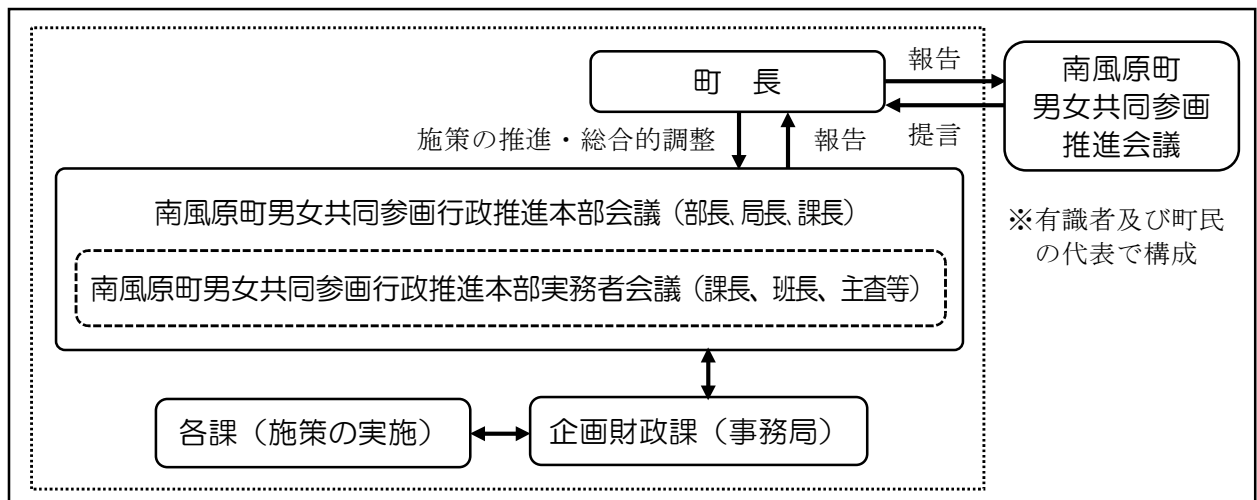 町　長
報告
提言
南風原町
男女共同参画
推進会議
施策の推進・総合的調整
報告
※有識者及び町民
の代表で構成
南風原町男女共同参画行政推進本部会議（部長、局長、課長）
南風原町男女共同参画行政推進本部実務者会議（課長、班長、主査等）
各課（施策の実施）
企画財政課（事務局）